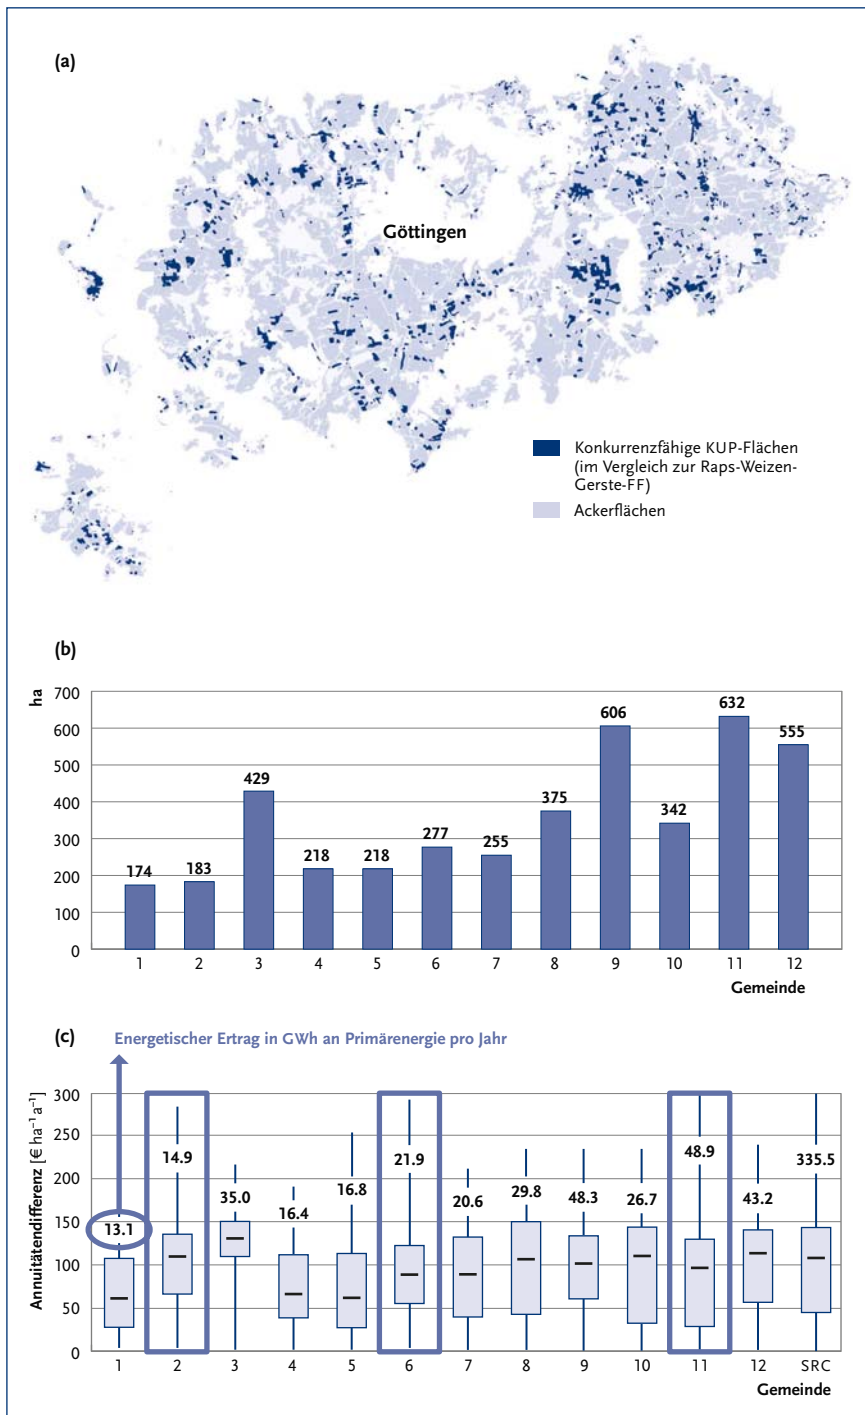 (a)
Göttingen
Konkurrenzfähige KUP-Flächen
(im Vergleich zur Raps-Weizen-
Gerste-FF)
Ackerflächen
(b)
ha
700
600
500
400
300
200
100
0
174
183
429
218
218
277
255
375
606
342
632
555
1 2 3 4 5 6 7 8 9 10 11 12
Gemeinde
(c)
Energetischer Ertrag in GWh an Primärenergie pro Jahr
Annuitätendifferenz [€ ha⁻¹ a⁻¹]
300
250
200
150
100
50
0
13.1
14.9
35.0
16.4
16.8
21.9
20.6
29.8
48.3
26.7
48.9
43.2
335.5
1 2 3 4 5 6 7 8 9 10 11 12 SRC
Gemeinde